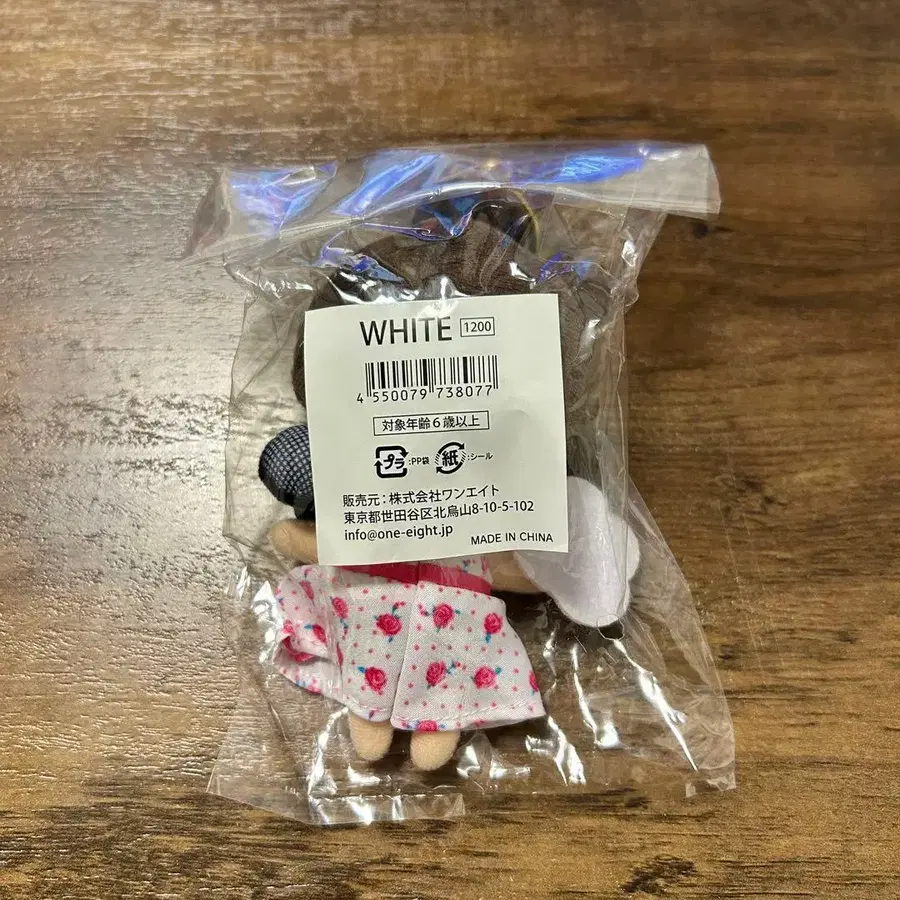 WHITE 1200
4 550079 738077
対象年齢6歳以上
プラ :PP袋 紙 :シール
販売元：株式会社ワンエイト
東京都世田谷区北烏山8-10-5-102
info@one-eight.jp
MADE IN CHINA